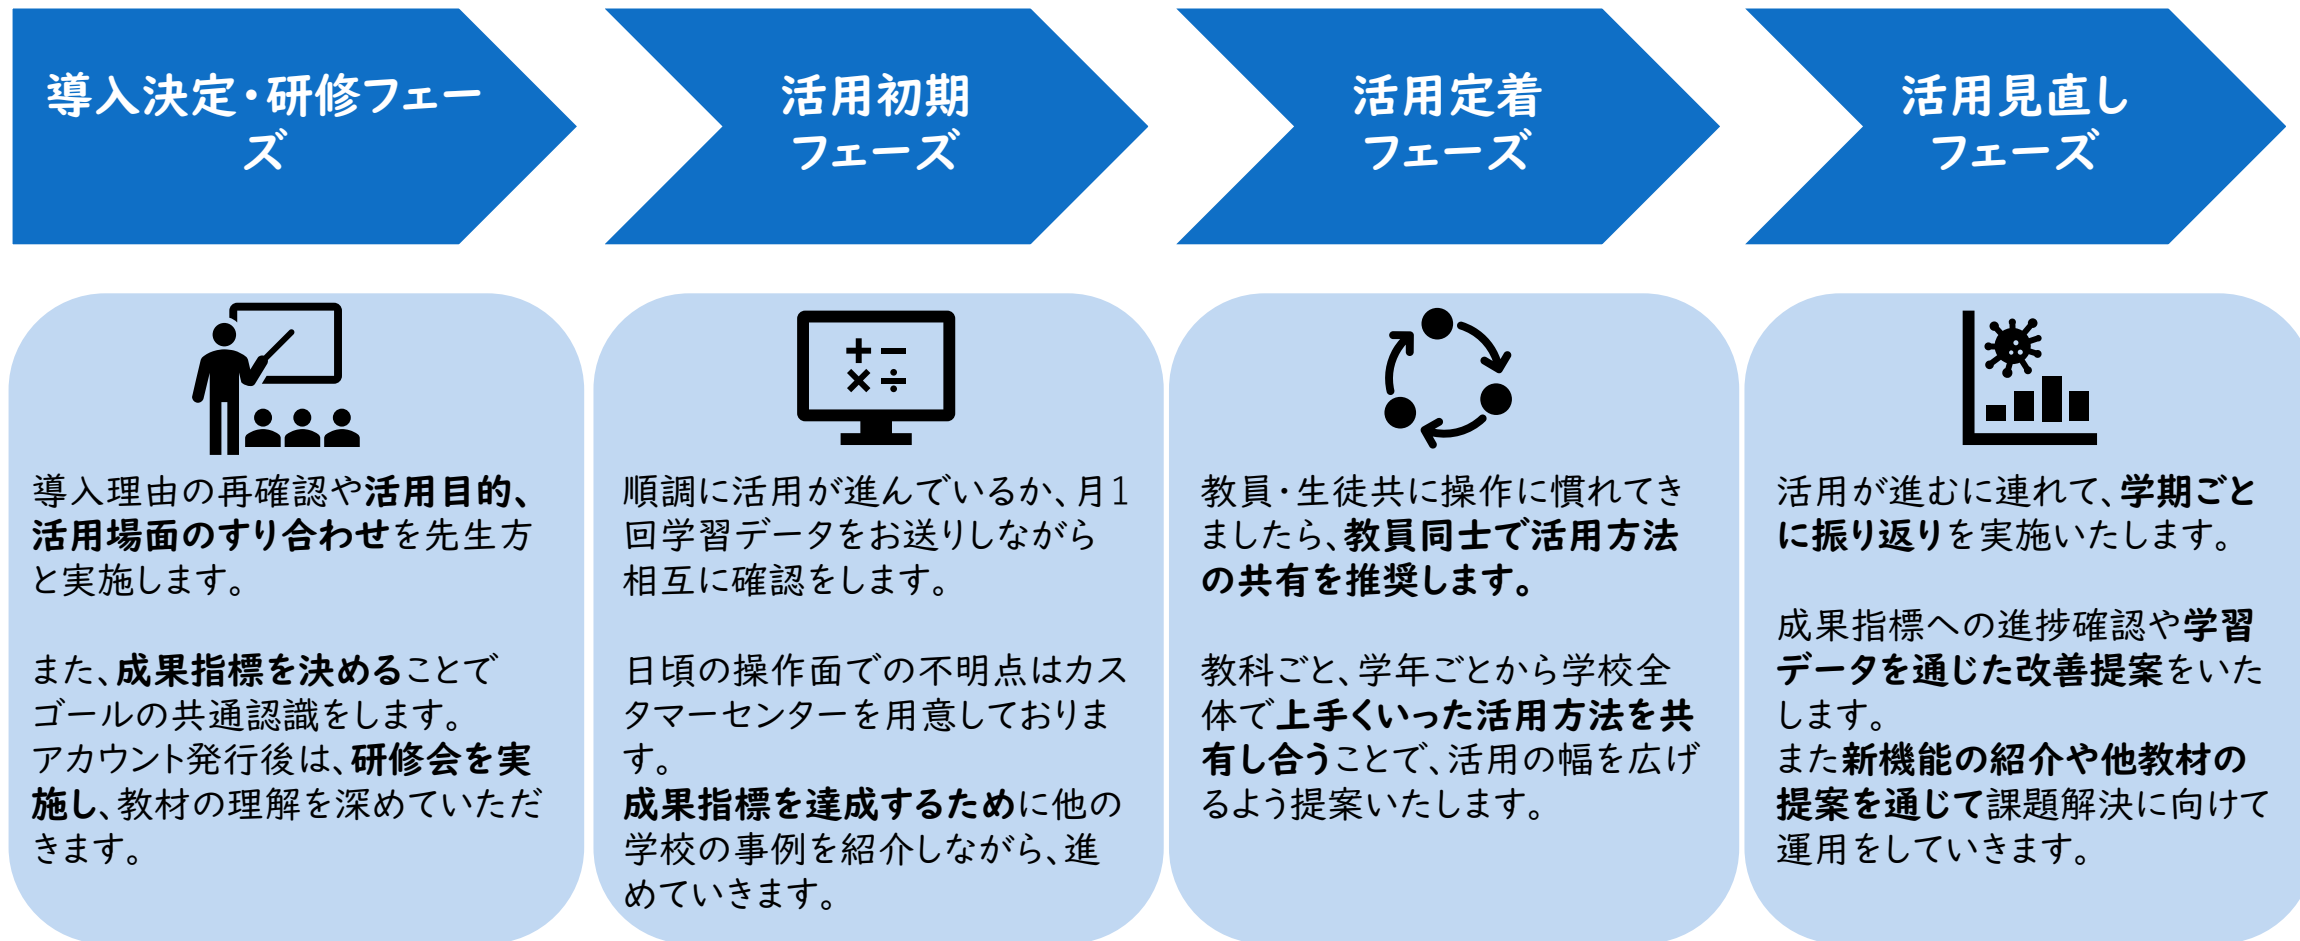 導入決定・研修フェー
ズ
活用初期
フェーズ
活用定着
フェーズ
活用見直し
フェーズ
導入理由の再確認や活用目的、
活用場面のすり合わせを先生方
と実施します。
また、成果指標を決めることで
ゴールの共通認識をします。
アカウント発行後は、研修会を実
施し、教材の理解を深めていただ
きます。
順調に活用が進んでいるか、月1
回学習データをお送りしながら
相互に確認をします。
日頃の操作面での不明点はカス
タマーセンターを用意しておりま
す。
成果指標を達成するために他の
学校の事例を紹介しながら、進
めていきます。
教員・生徒共に操作に慣れてき
ましたら、教員同士で活用方法
の共有を推奨します。
教科ごと、学年ごとから学校全
体で上手くいった活用方法を共
有し合うことで、活用の幅を広げ
るよう提案いたします。
活用が進むに連れて、学期ごと
に振り返りを実施いたします。
成果指標への進捗確認や学習
データを通じた改善提案をいた
します。
また新機能の紹介や他教材の
提案を通じて課題解決に向けて
運用をしていきます。